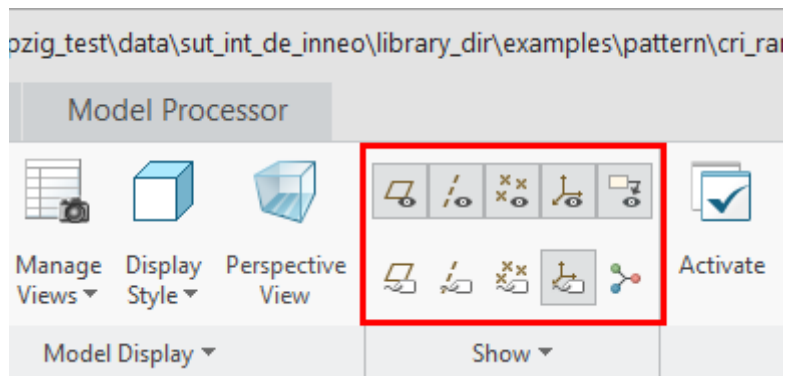 pzig_test\data\sut_int_de_inneo\library_dir\examples\pattern\cri_ra
Model Processor
Manage Views
Display Style
Perspective View
Activate
Model Display
Show